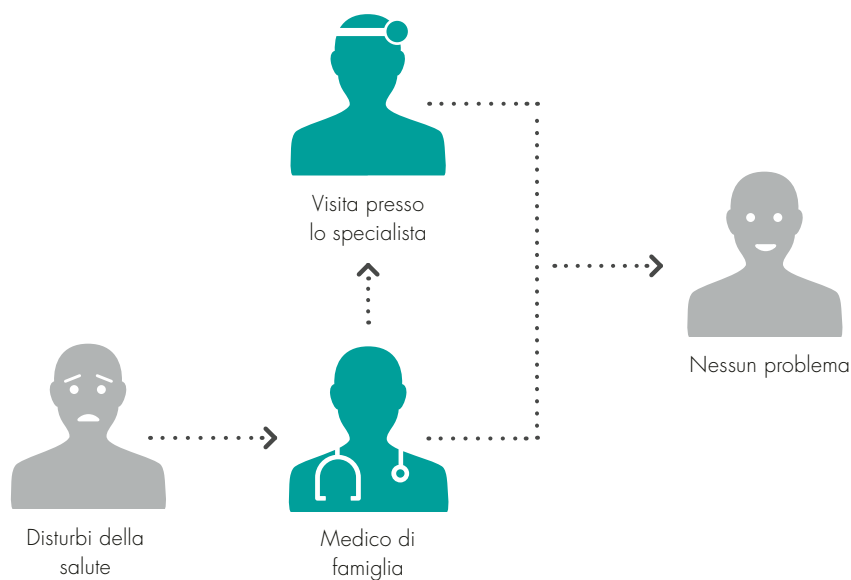 Visita presso
lo specialista
Nessun problema
Disturbi della
salute
Medico di
famiglia